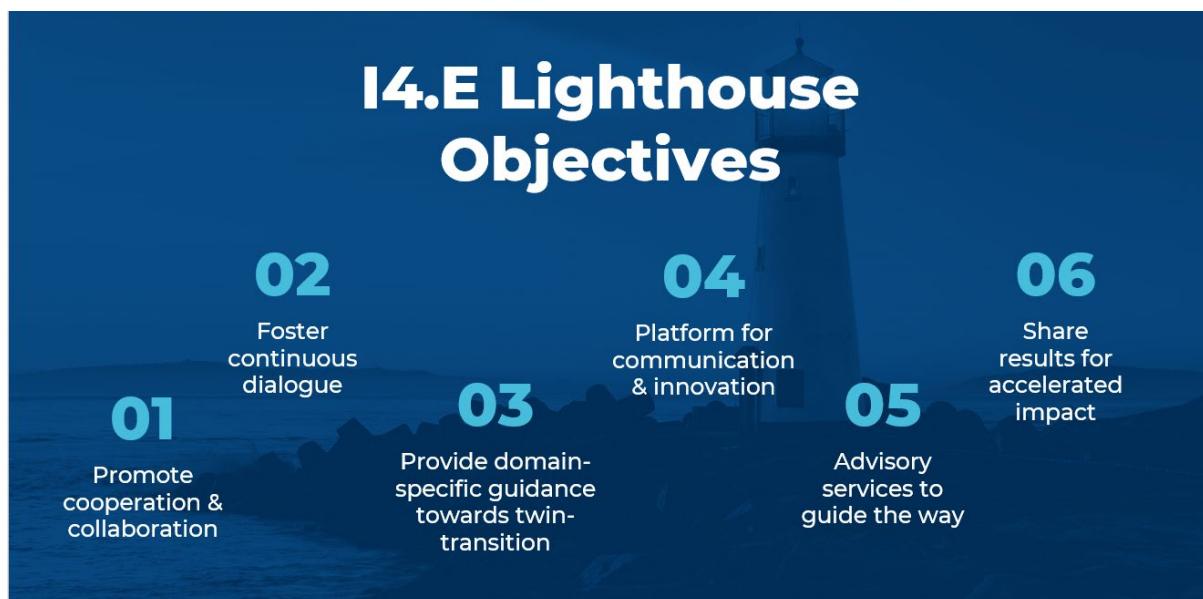 I4.E Lighthouse
Objectives
01
Promote
cooperation &
collaboration
02
Foster
continuous
dialogue
03
Provide domain-
specific guidance
towards twin-
transition
04
Platform for
communication
& innovation
05
Advisory
services to
guide the way
06
Share
results for
accelerated
impact